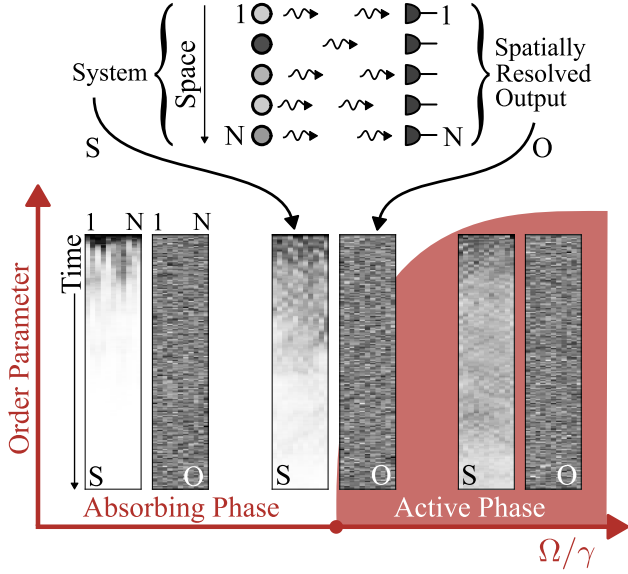 1
1
System
Space
Spatially
Resolved
Output
N
N
S
O
1 N 1 N
Time
Order Parameter
S
O
S
O
S
O
Absorbing Phase
Active Phase
Ω/γ